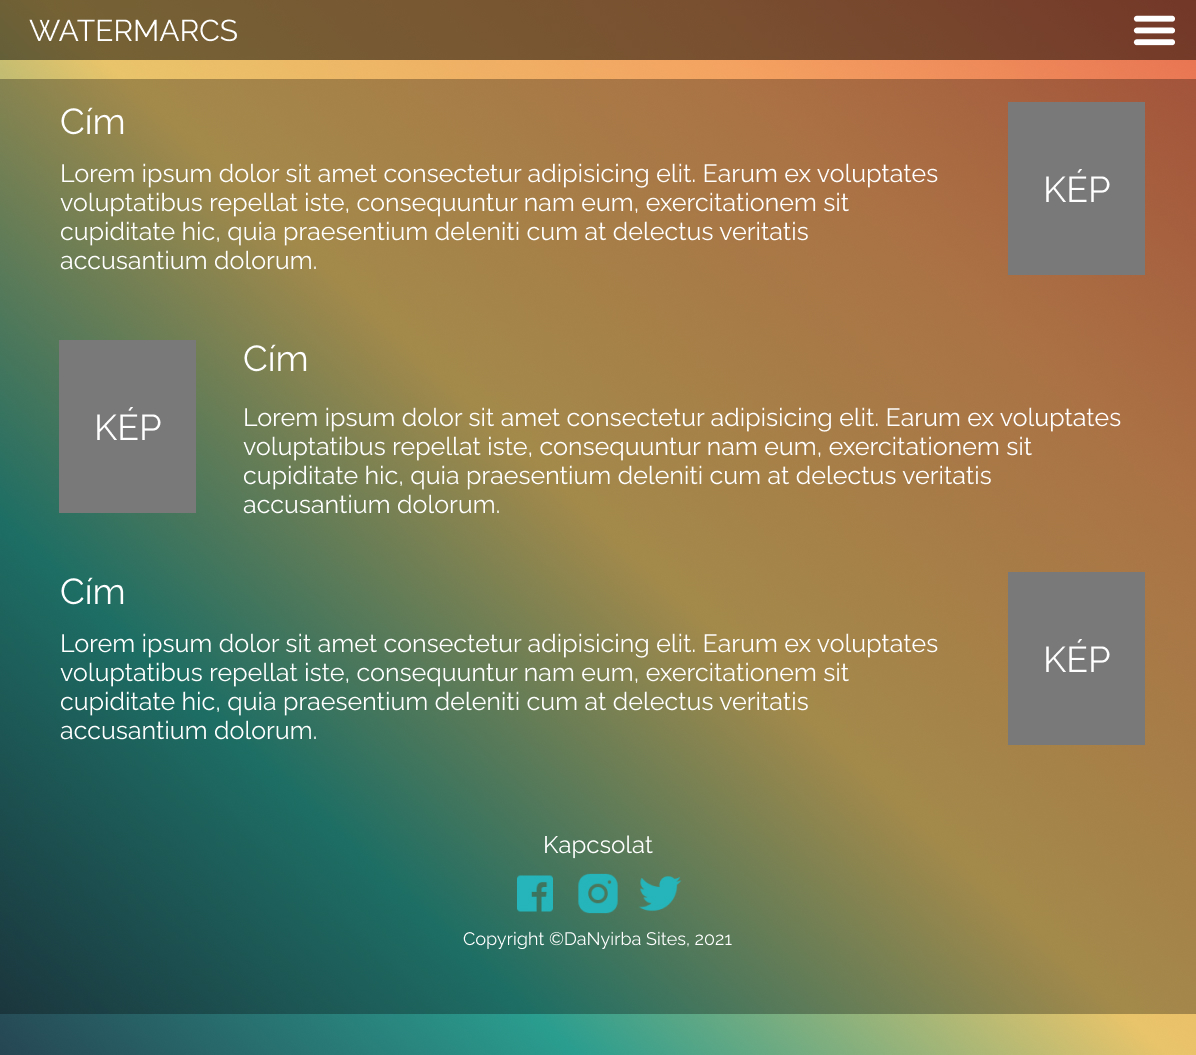 WATERMARCS
Cím
Lorem ipsum dolor sit amet consectetur adipisicing elit. Earum ex voluptates
voluptatibus repellat iste, consequuntur nam eum, exercitationem sit
cupiditate hic, quia praesentium deleniti cum at delectus veritatis
accusantium dolorum.
KÉP
KÉP
Cím
Lorem ipsum dolor sit amet consectetur adipisicing elit. Earum ex voluptates
voluptatibus repellat iste, consequuntur nam eum, exercitationem sit
cupiditate hic, quia praesentium deleniti cum at delectus veritatis
accusantium dolorum.
Cím
Lorem ipsum dolor sit amet consectetur adipisicing elit. Earum ex voluptates
voluptatibus repellat iste, consequuntur nam eum, exercitationem sit
cupiditate hic, quia praesentium deleniti cum at delectus veritatis
accusantium dolorum.
KÉP
Kapcsolat
Copyright ©DaNyirba Sites, 2021